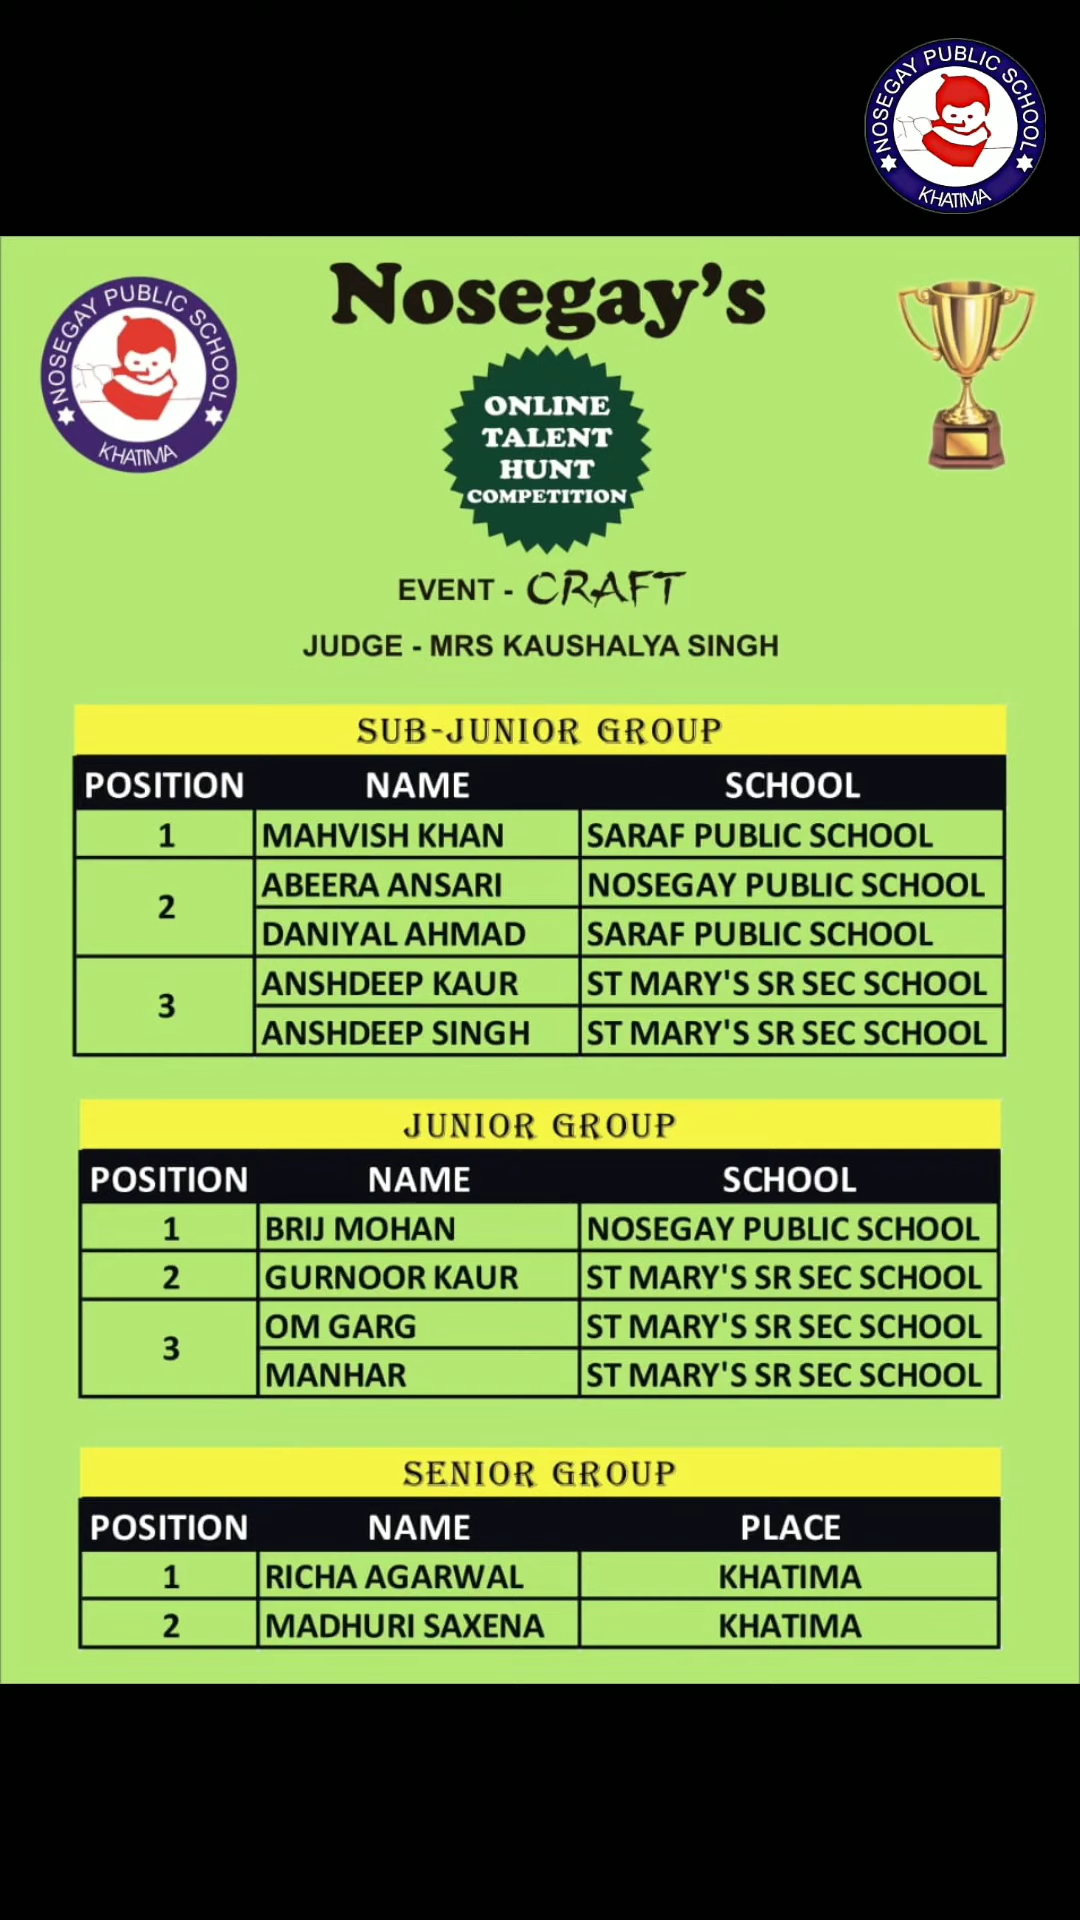 NOSEGAY PUBLIC SCHOOL
KHATIMA
NOSEGAY PUBLIC SCHOOL
KHATIMA
Nosegay's
ONLINE
TALENT
HUNT
COMPETITION
EVENT - CRAFT
JUDGE - MRS KAUSHALYA SINGH
SUB-JUNIOR GROUP
POSITION NAME SCHOOL
1 MAHVISH KHAN SARAF PUBLIC SCHOOL
2 ABEERA ANSARI NOSEGAY PUBLIC SCHOOL
DANIYAL AHMAD SARAF PUBLIC SCHOOL
3 ANSHDEEP KAUR ST MARY'S SR SEC SCHOOL
ANSHDEEP SINGH ST MARY'S SR SEC SCHOOL
JUNIOR GROUP
POSITION NAME SCHOOL
1 BRIJ MOHAN NOSEGAY PUBLIC SCHOOL
2 GURNOOR KAUR ST MARY'S SR SEC SCHOOL
3 OM GARG ST MARY'S SR SEC SCHOOL
MANHAR ST MARY'S SR SEC SCHOOL
SENIOR GROUP
POSITION NAME PLACE
1 RICHA AGARWAL KHATIMA
2 MADHURI SAXENA KHATIMA